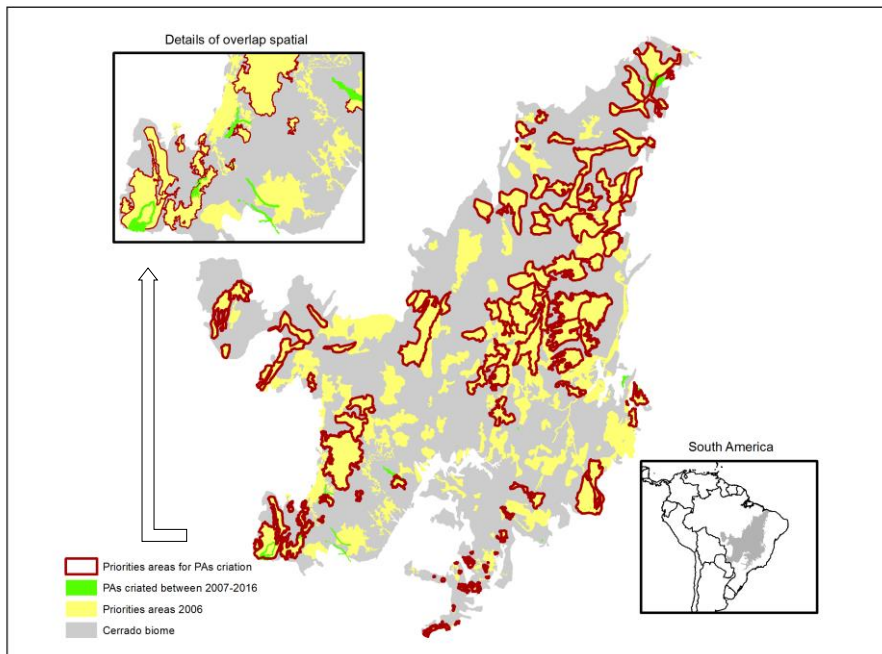 Details of overlap spatial
South America
Priorities areas for PAs criation
PAs criated between 2007-2016
Priorities areas 2006
Cerrado biome